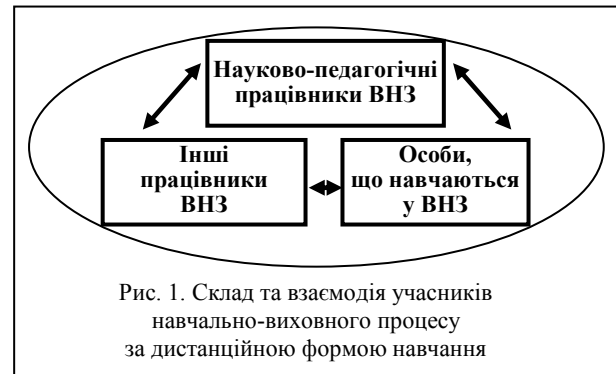 Науково-педагогічні
працівники ВНЗ
Інші
працівники
ВНЗ
Особи,
що навчаються
у ВНЗ
Рис. 1. Склад та взаємодія учасників
навчально-виховного процесу
за дистанційною формою навчання